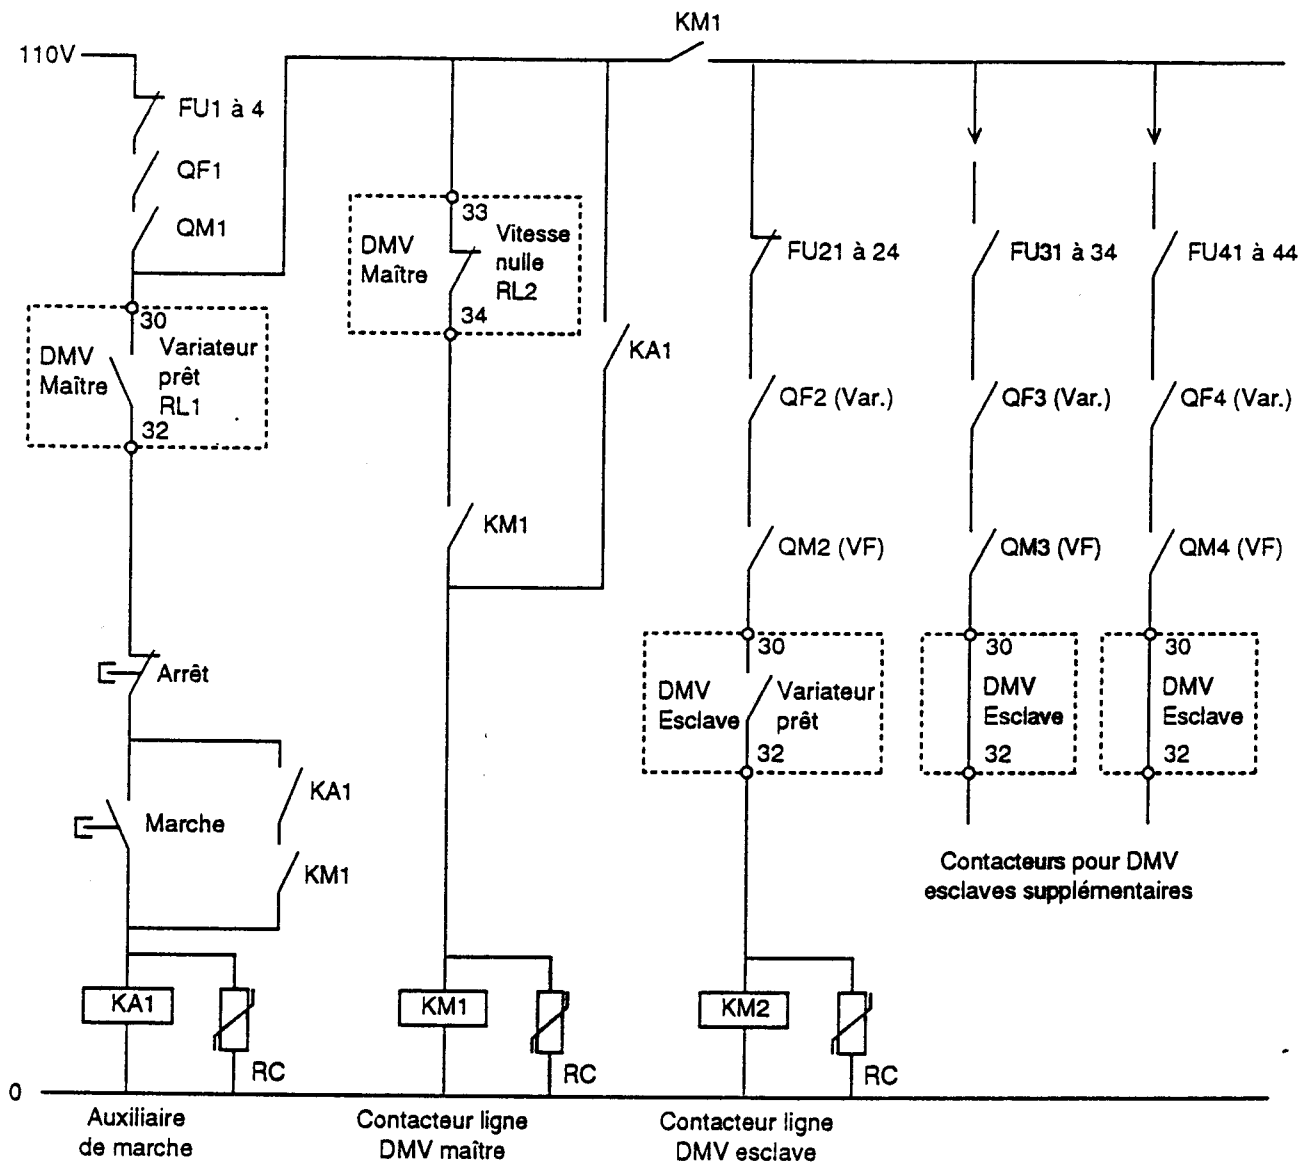 KM1
110V
FU1 à 4
QF1
QM1
30
DMV
Maître
Variateur
prêt
RL1
32
33
DMV
Maître
Vitesse
nulle
RL2
34
KA1
KM1
FU21 à 24
FU31 à 34
FU41 à 44
QF2 (Var.)
QF3 (Var.)
QF4 (Var.)
QM2 (VF)
QM3 (VF)
QM4 (VF)
30
DMV
Esclave
Variateur
prêt
32
30
DMV
Esclave
32
30
DMV
Esclave
32
Arrêt
Marche
KA1
KM1
Contacteurs pour DMV
esclaves supplémentaires
KA1
RC
KM1
RC
KM2
RC
0
Auxiliaire
de marche
Contacteur ligne
DMV maître
Contacteur ligne
DMV esclave